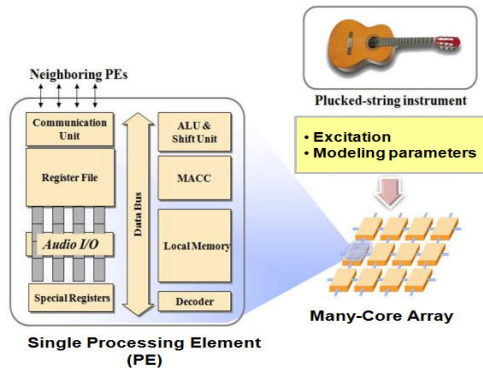 Neighboring PEs
Communication
Unit
Register File
Audio I/O
Special Registers
Data Bus
ALU &
Shift Unit
MACC
Local Memory
Decoder
Single Processing Element
(PE)
Plucked-string instrument
• Excitation
• Modeling parameters
Many-Core Array